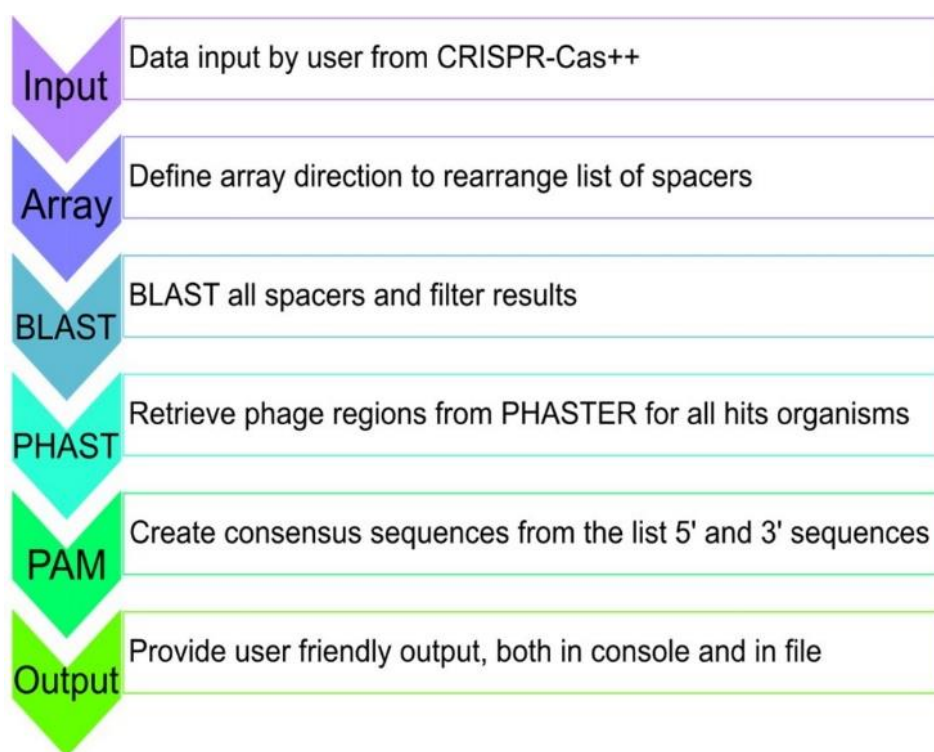 Input
Data input by user from CRISPR-Cas++
Array
Define array direction to rearrange list of spacers
BLAST
BLAST all spacers and filter results
PHAST
Retrieve phage regions from PHASTER for all hits organisms
PAM
Create consensus sequences from the list 5' and 3' sequences
Output
Provide user friendly output, both in console and in file